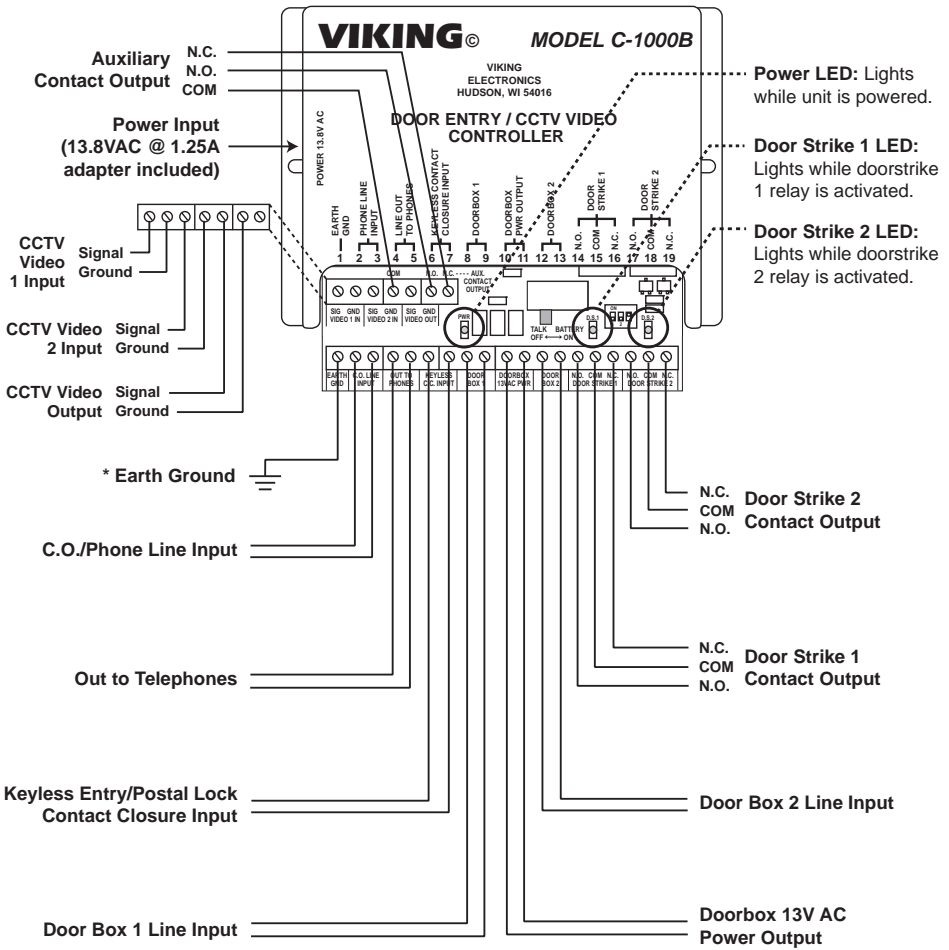 VIKING©
MODEL C-1000B
VIKING
ELECTRONICS
HUDSON, WI 54016
DOOR ENTRY / CCTV VIDEO
CONTROLLER
POWER 13.8V AC
Auxiliary
Contact Output
N.C.
N.O.
COM
Power Input
(13.8VAC @ 1.25A
adapter included)
Power LED: Lights
while unit is powered.
Door Strike 1 LED:
Lights while doorstrike
1 relay is activated.
Door Strike 2 LED:
Lights while doorstrike
2 relay is activated.
EARTH
GND
PHONE LINE
INPUT
LINE OUT
TO PHONES
KEYLESS CONTACT
CLOSURE INPUT
DOORBOX 1
DOORBOX
PWR OUTPUT
DOORBOX 2
DOOR
STRIKE 1
DOOR
STRIKE 2
N.O.
COM
N.C.
N.O.
COM
N.C.
1 2 3 4 5 6 7 8 9 10 11 12 13 14 15 16 17 18 19
COM N.O. N.C. ---- AUX.
CONTACT
OUTPUT
SIG GND SIG GND SIG GND
VIDEO 1 IN VIDEO 2 IN VIDEO OUT
PWR
TALK BATTERY
OFF ←→ ON
D.S.1
ON
2
D.S.2
EARTH
GND
C.O. LINE
INPUT
OUT TO
PHONES
KEYLESS
C.C. INPUT
DOOR
BOX 1
DOORBOX
13VAC PWR
DOOR
BOX 2
N.O. COM N.C.
DOOR STRIKE 1
N.O. COM N.C.
DOOR STRIKE 2
CCTV
Video
1 Input
Signal
Ground
CCTV Video
2 Input
Signal
Ground
CCTV Video
Output
Signal
Ground
* Earth Ground
C.O./Phone Line Input
Out to Telephones
Keyless Entry/Postal Lock
Contact Closure Input
Door Box 1 Line Input
N.C.
COM
N.O.
Door Strike 2
Contact Output
N.C.
COM
N.O.
Door Strike 1
Contact Output
Door Box 2 Line Input
Doorbox 13V AC
Power Output